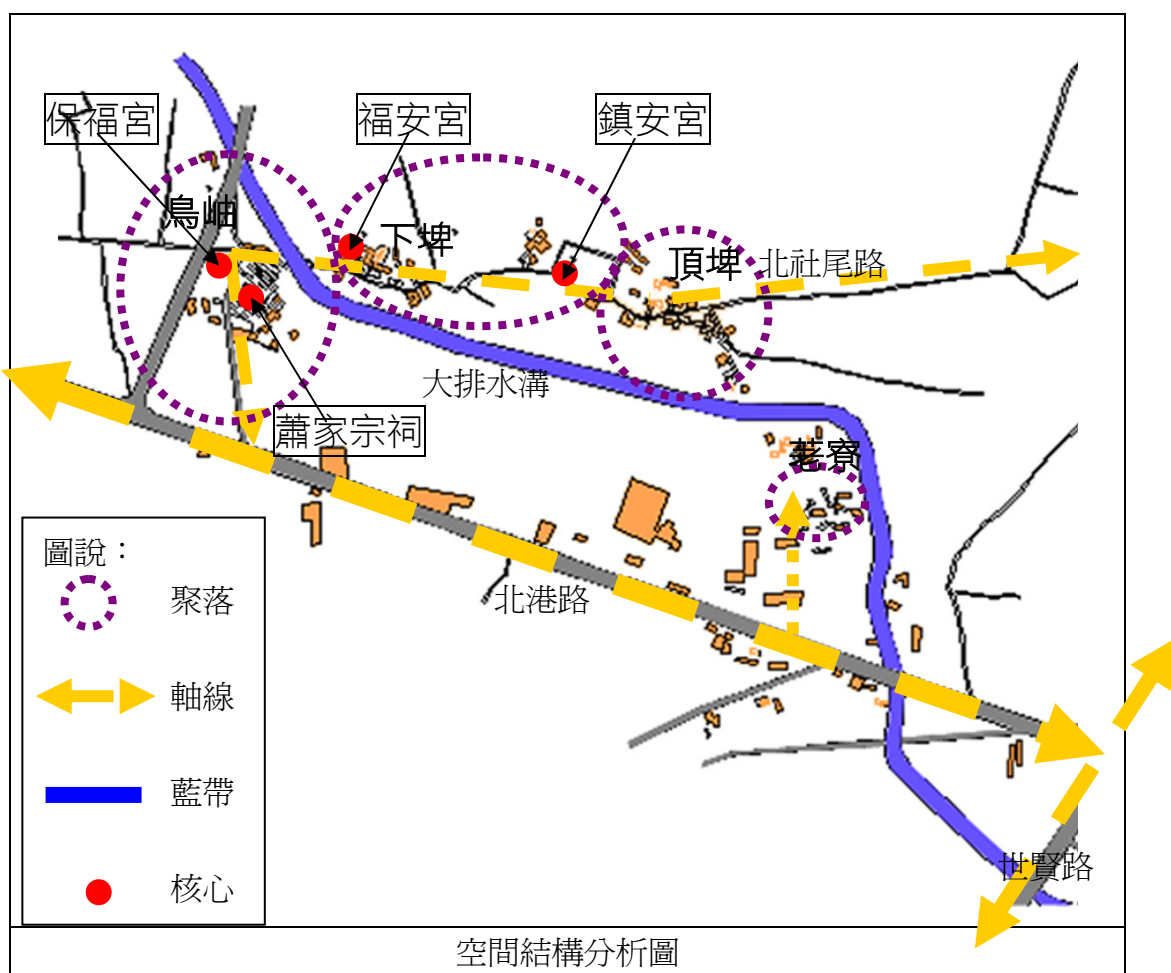 保福宮
福安宮
鎮安宮
鳥岫
下埤
頂埤
北社尾路
大排水溝
蕭家宗祠
荖寮
北港路
圖說：
聚落
軸線
藍帶
核心
世賢路
空間結構分析圖